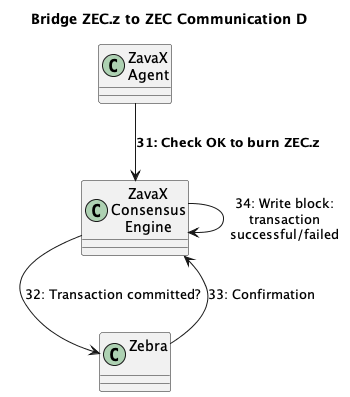 Bridge ZEC.z to ZEC Communication D
C
ZavaX
Agent
31: Check OK to burn ZEC.z
C
ZavaX
Consensus
Engine
34: Write block:
transaction
successful/failed
32: Transaction committed?
33: Confirmation
C
Zebra